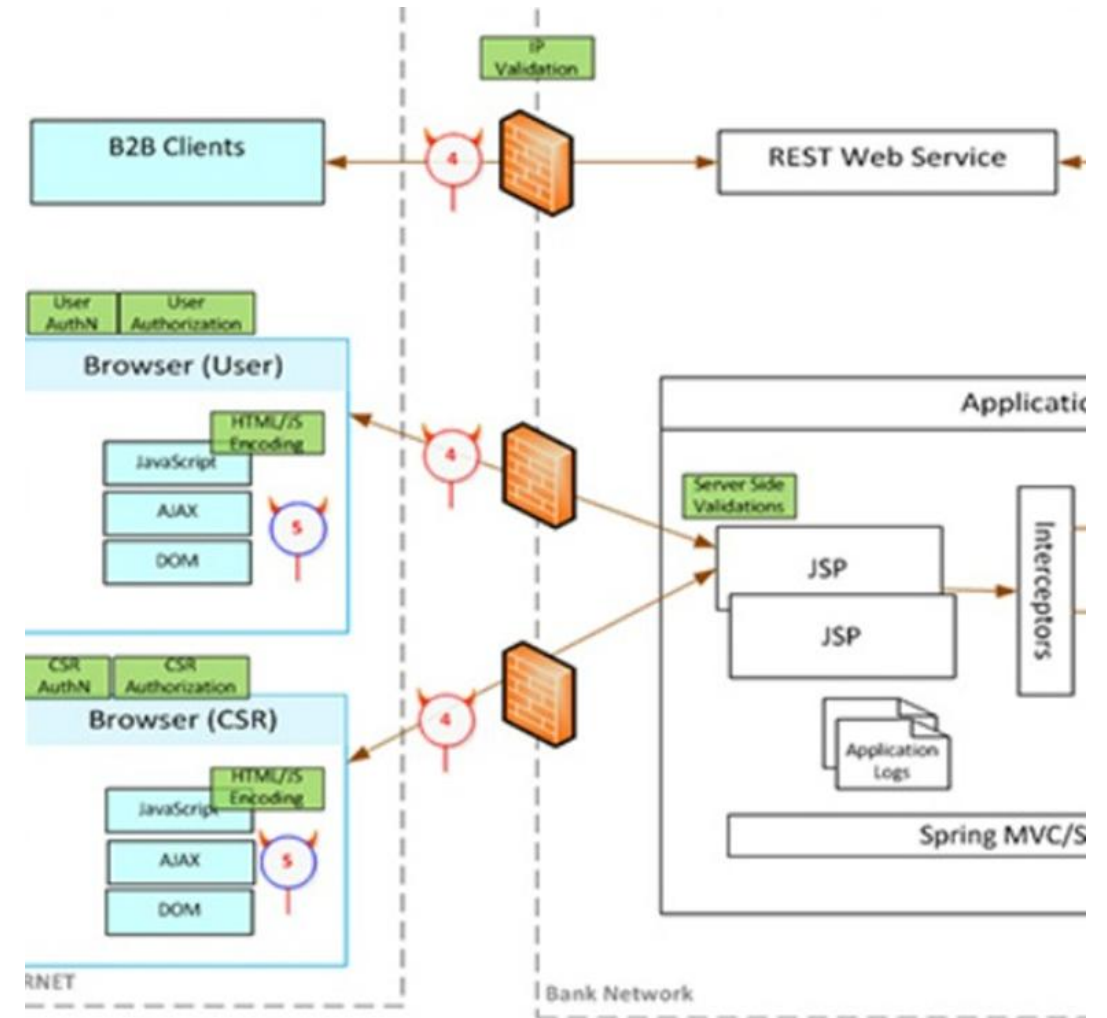 IP
Validation
B2B Clients
4
REST Web Service
User
AuthN
User
Authorization
Browser (User)
HTML/JS
Encoding
JavaScript
AJAX
DOM
5
4
Applicatio
Server Side
Validations
JSP
JSP
Interceptors
CSR
AuthN
CSR
Authorization
Browser (CSR)
4
HTML/JS
Encoding
JavaScript
AJAX
DOM
5
Application
Logs
Spring MVC/S
RNET
Bank Network